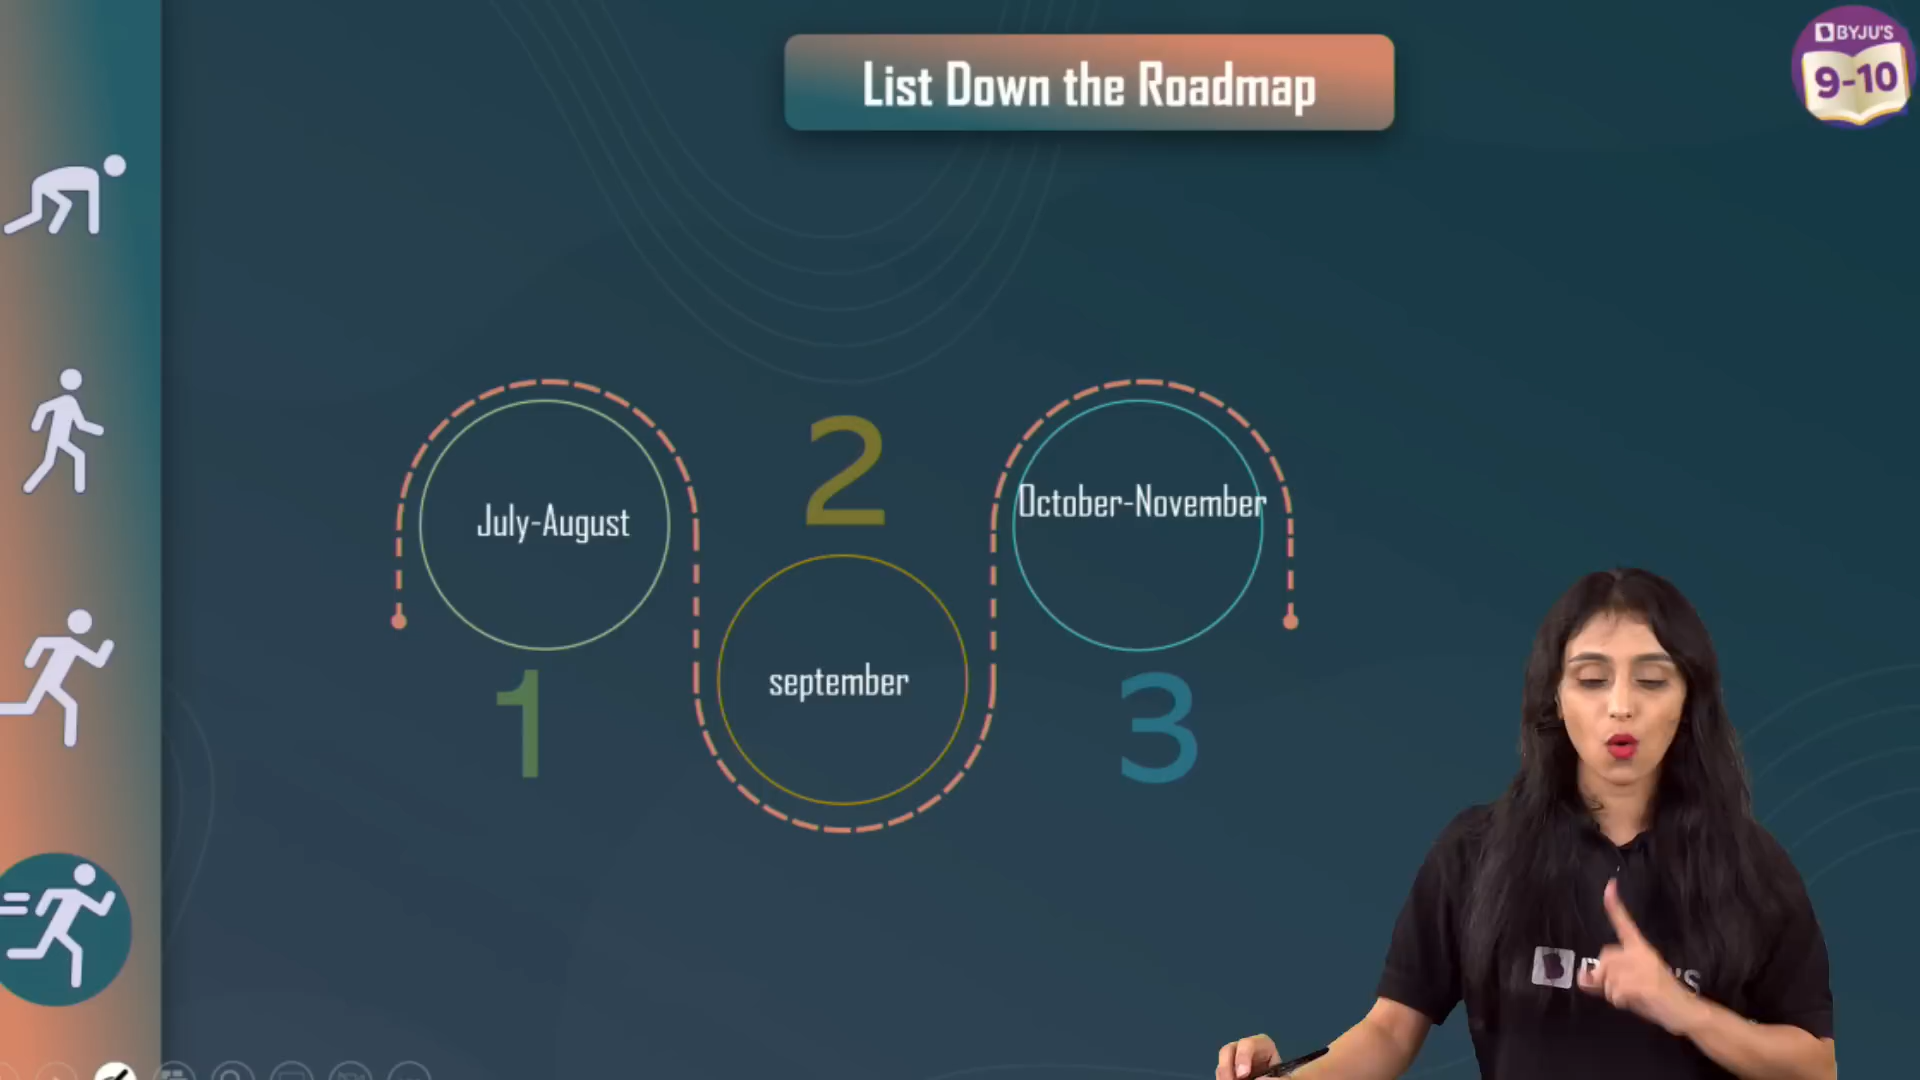 List Down the Roadmap
BYJU'S
9-10
2
July-August
October-November
1
september
3